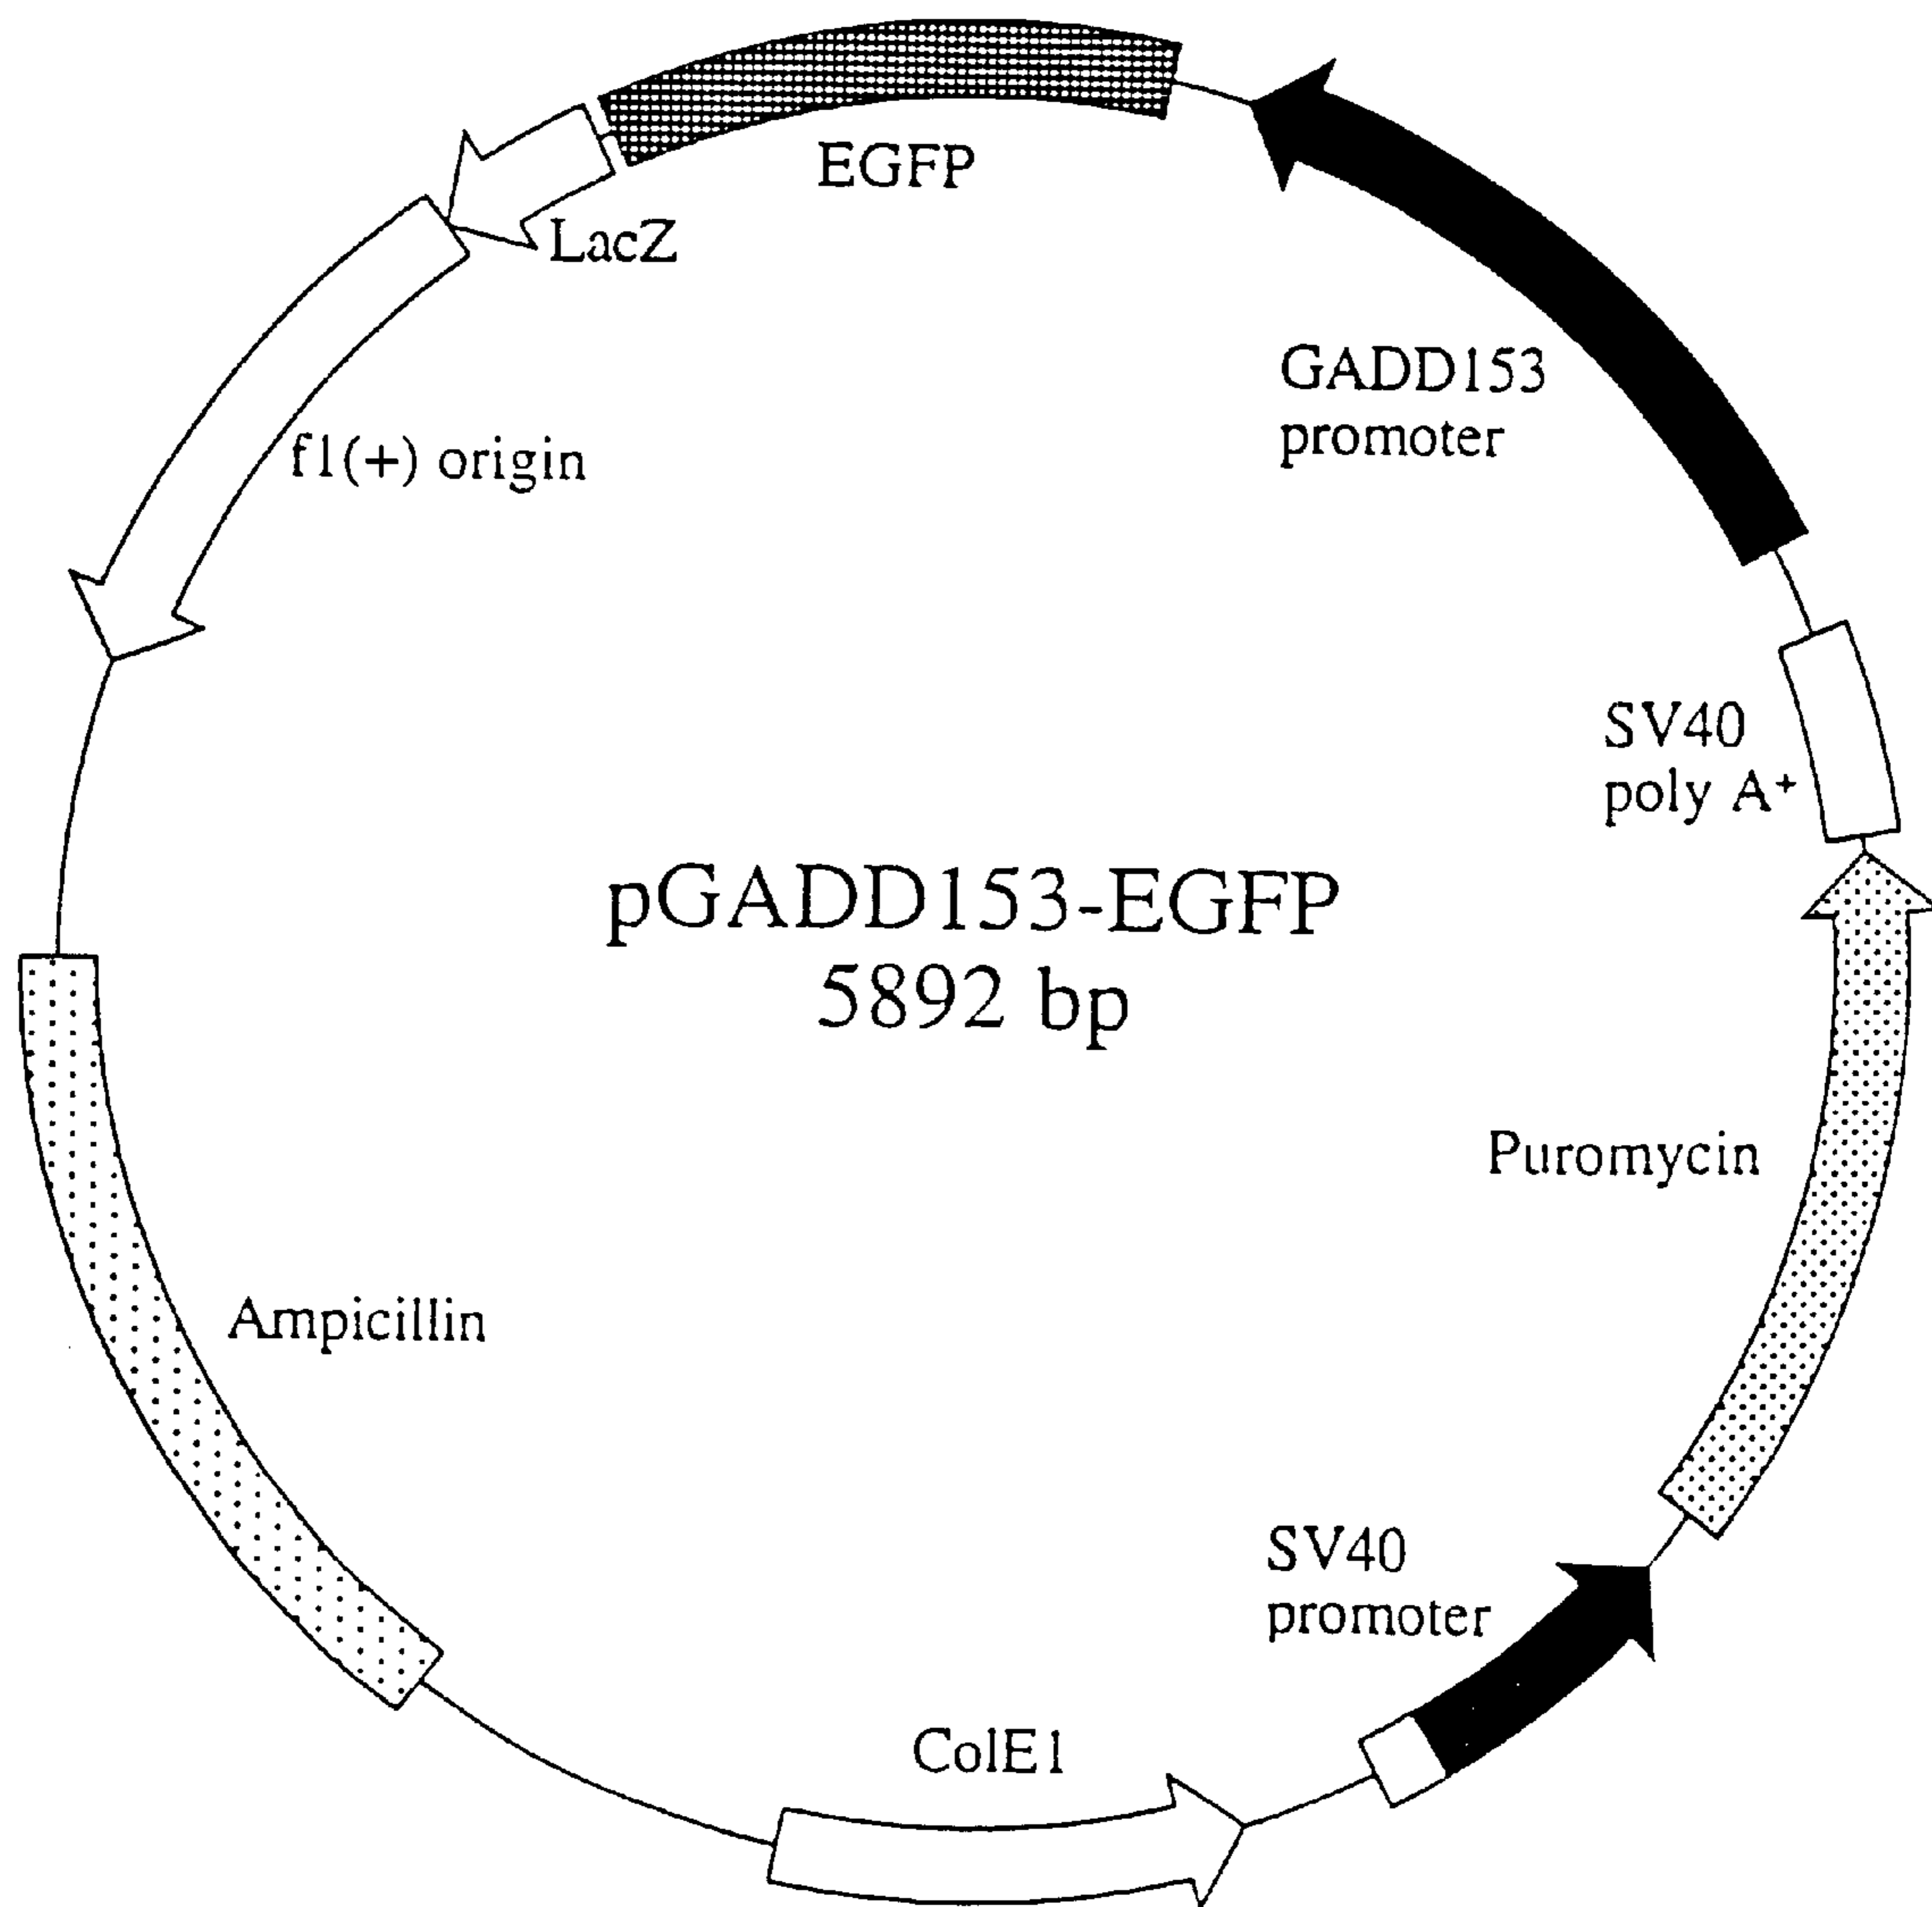 EGFP
LacZ
GADD153
promoter
f1(+) origin
SV40
poly A+
pGADD153-EGFP
5892 bp
Puromycin
Ampicillin
SV40
promoter
ColE1